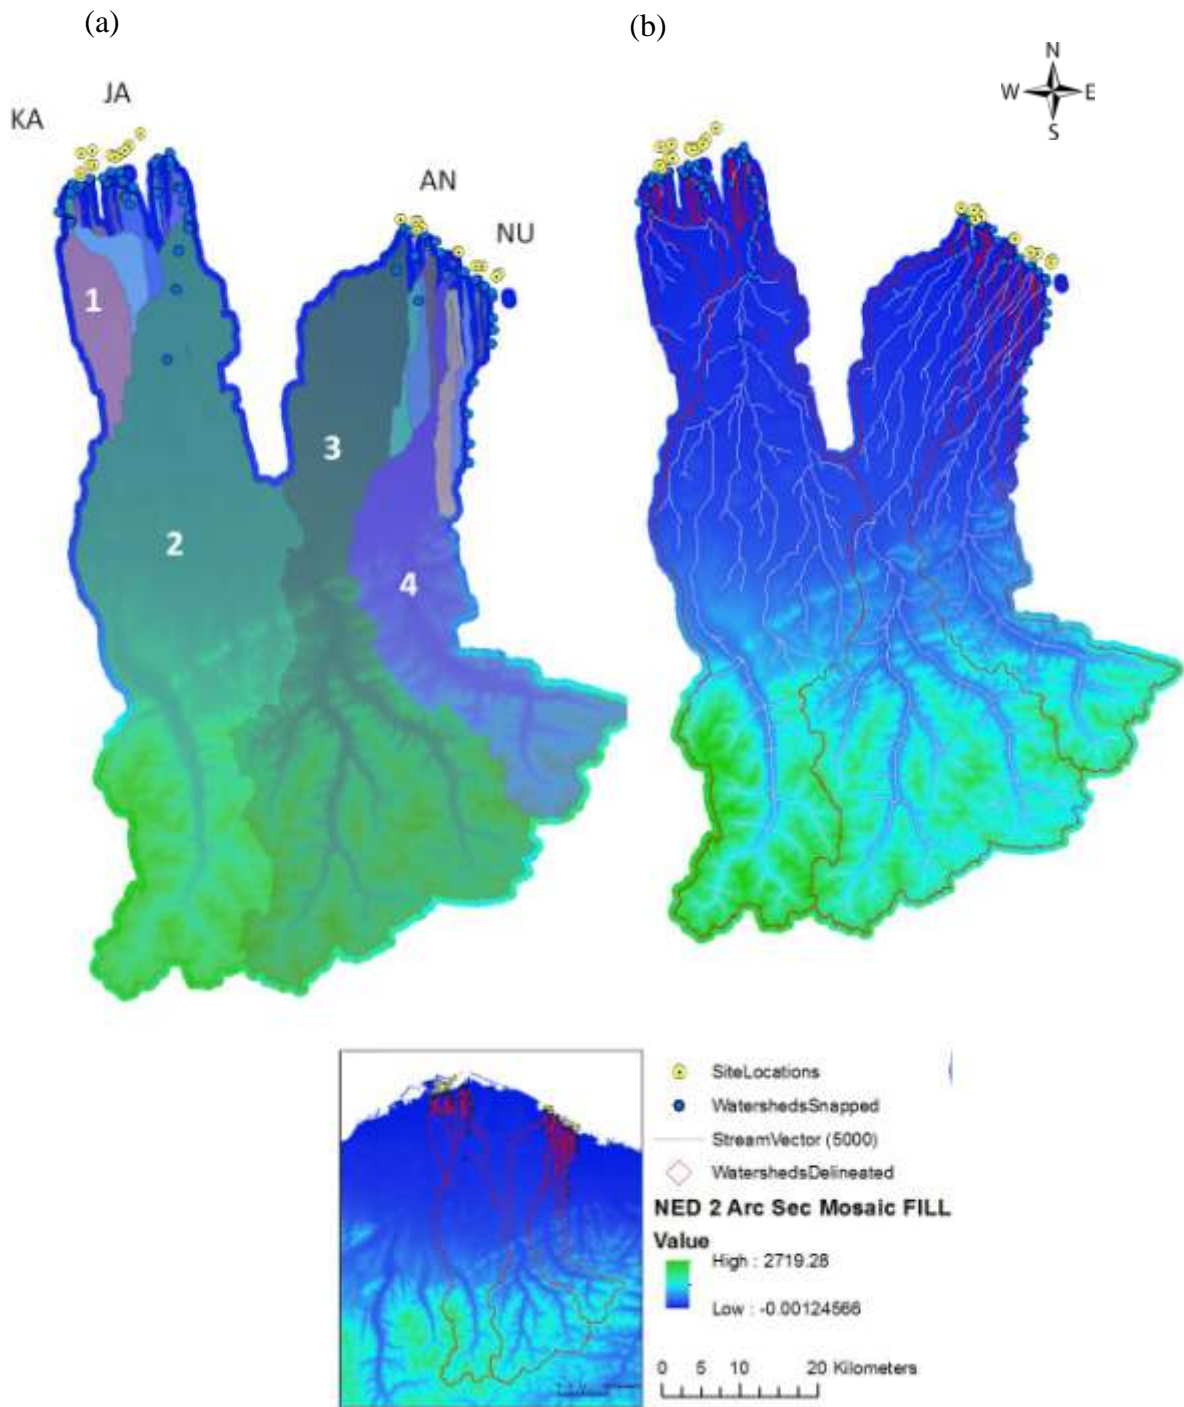 (a)
(b)
N
W E
S
JA
KA
AN
NU
1
3
2
4
SiteLocations
WatershedsSnapped
StreamVector (5000)
WatershedsDelineated
NED 2 Arc Sec Mosaic FILL
Value
High : 2719.28
Low : -0.00124566
0 5 10 20 Kilometers